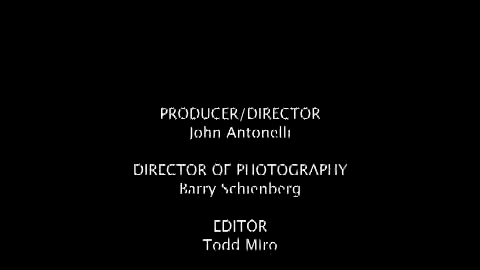 PRODUCER/DIRECTOR
John Antonelli
DIRECTOR OF PHOTOGRAPHY
Barry Schienberg
EDITOR
Todd Miro